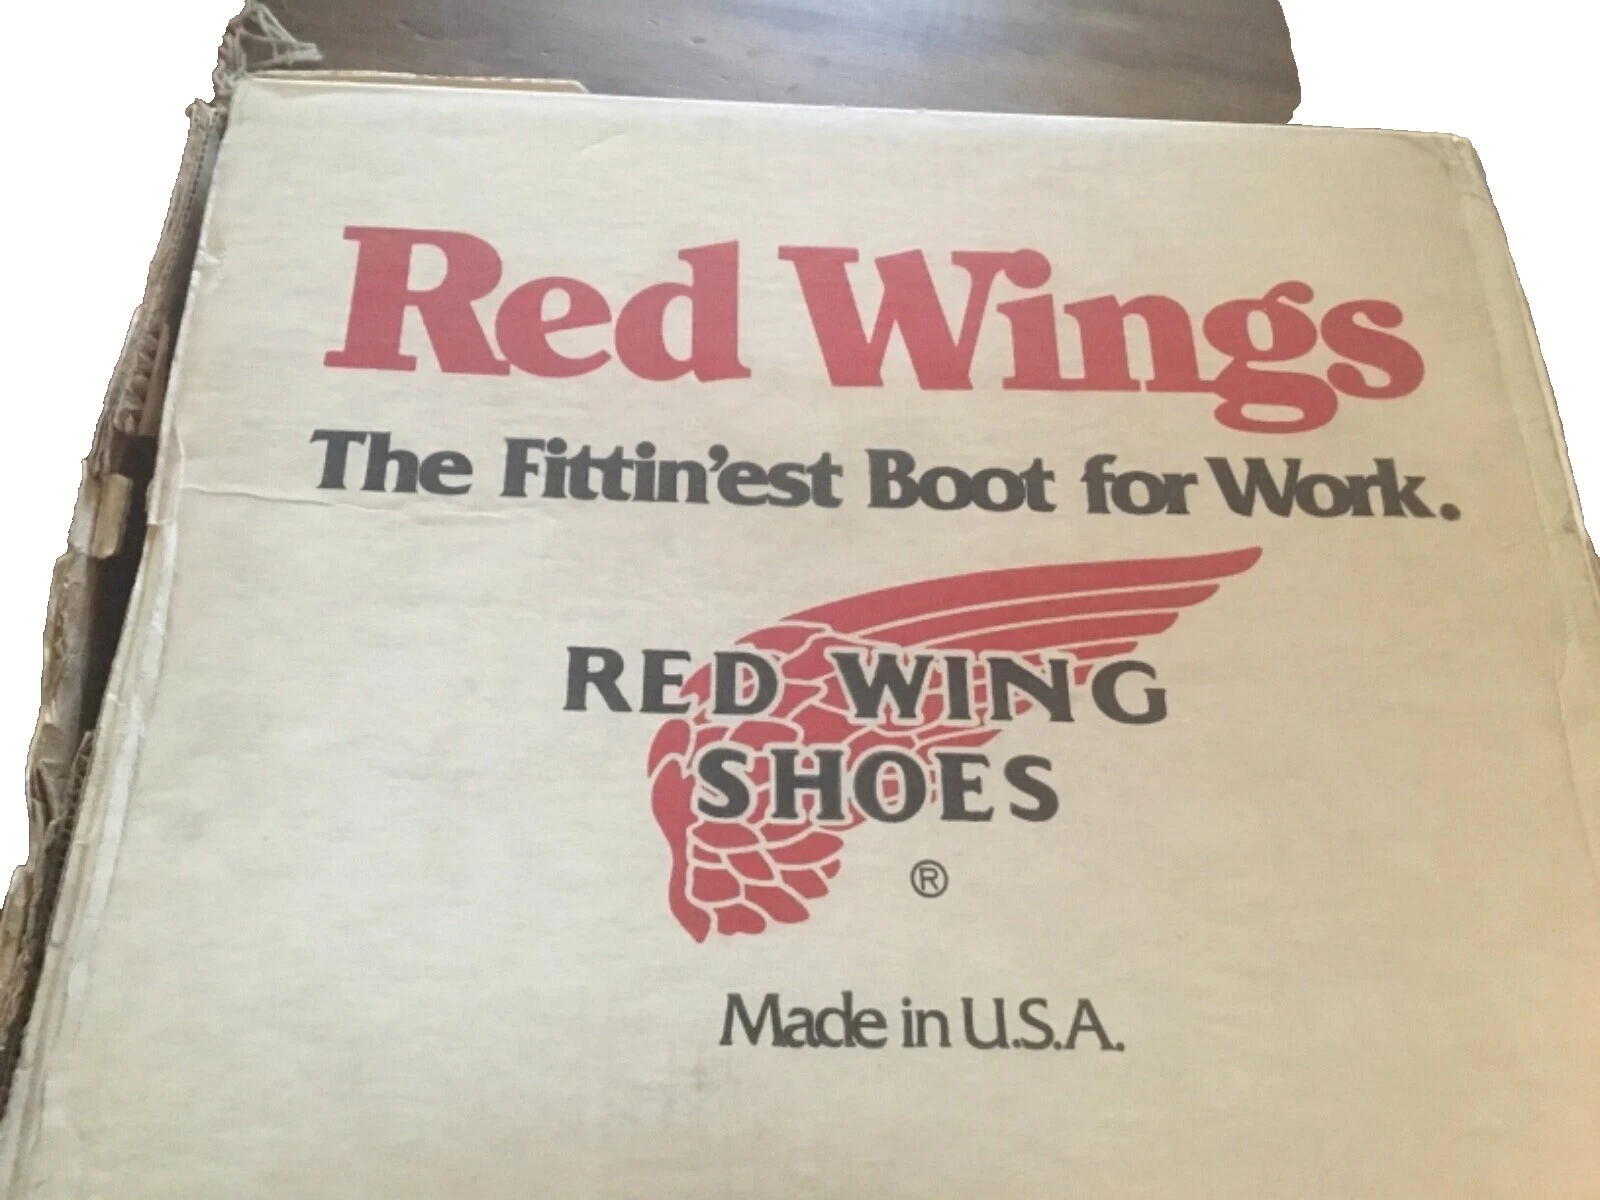 Red Wings
The Fittin'est Boot for Work.
RED WING
SHOES
®
Made in U.S.A.